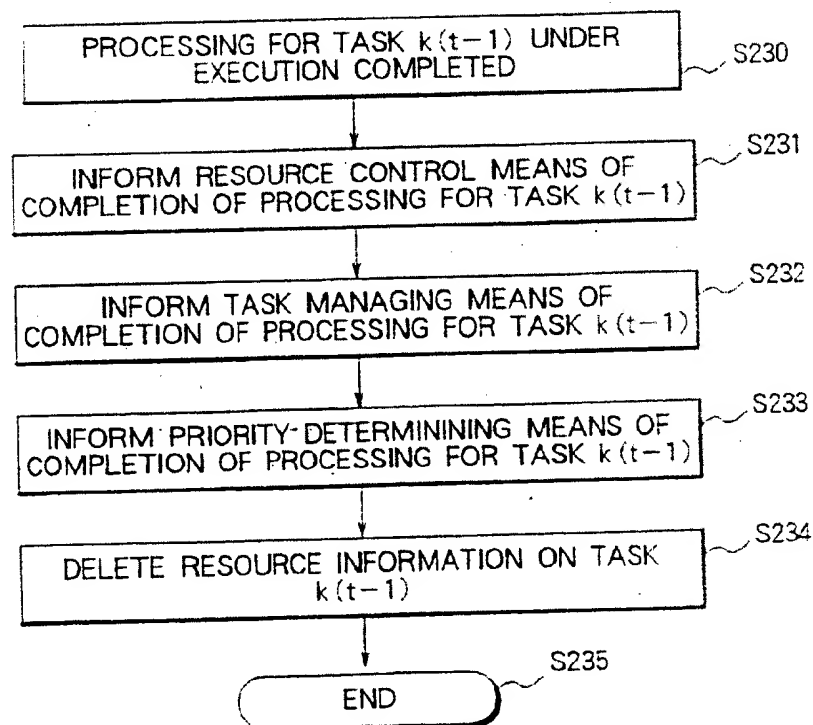 PROCESSING FOR TASK k(t-1) UNDER
EXECUTION COMPLETED
S230
S231
INFORM RESOURCE CONTROL MEANS OF
COMPLETION OF PROCESSING FOR TASK k(t-1)
S232
INFORM TASK MANAGING MEANS OF
COMPLETION OF PROCESSING FOR TASK k(t-1)
S233
INFORM PRIORITY-DETERMINING MEANS OF
COMPLETION OF PROCESSING FOR TASK k(t-1)
S234
DELETE RESOURCE INFORMATION ON TASK
k(t-1)
S235
END